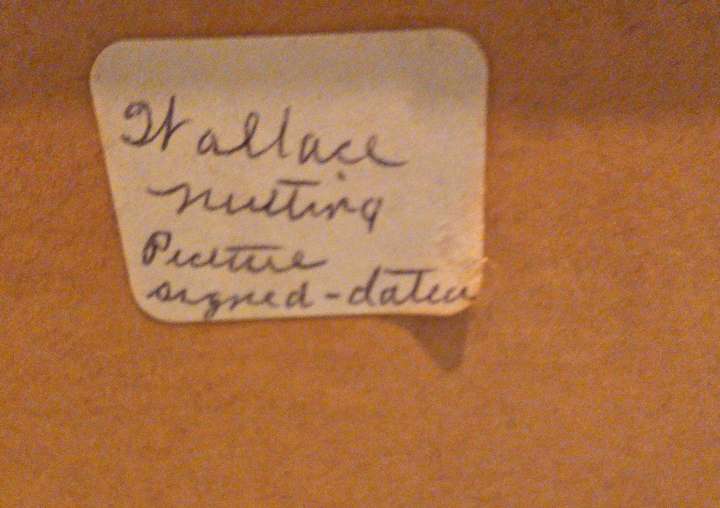 Wallace
Nutting
Picture
signed-dated